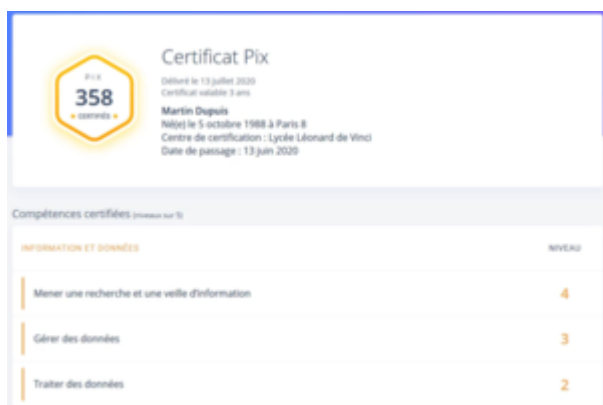 Certificat Pix
PIX
358
certifiés
Délivré le 13 juillet 2020
Certificat valable 3 ans
Martin Dupuis
Né(e) le 5 octobre 1988 à Paris 8
Centre de certification : Lycée Léonard de Vinci
Date de passage : 13 juin 2020
Compétences certifiées (niveaux sur 5)
INFORMATION ET DONNÉES
NIVEAU
Mener une recherche et une veille d'information
4
Gérer des données
3
Traiter des données
2